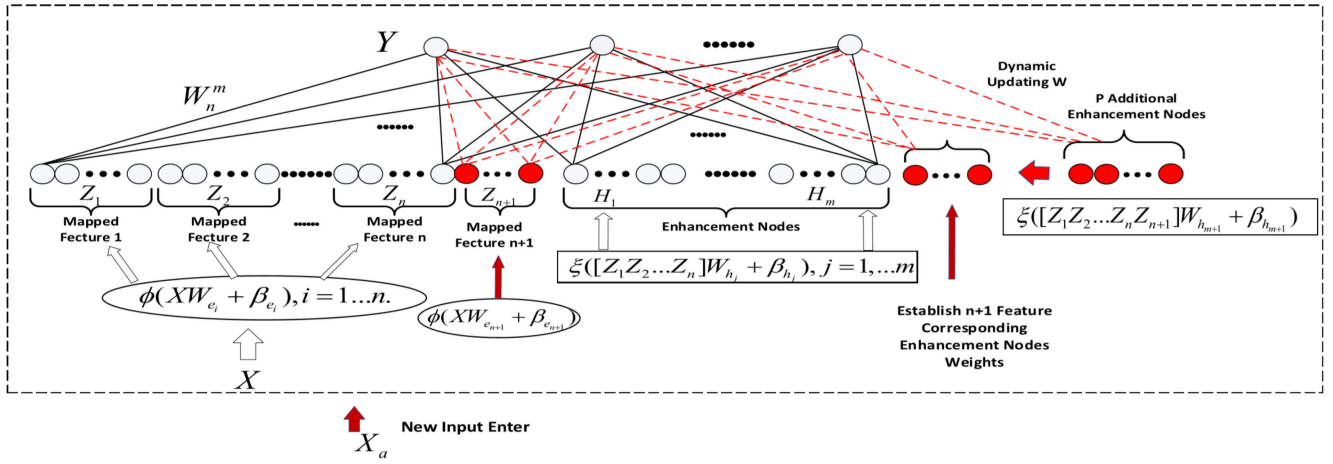 Y
W_n^m
Dynamic
Updating W
P Additional
Enhancement Nodes
Z_1
Z_2
Z_n
Z_{n+1}
H_1
H_m
Mapped
Fecture 1
Mapped
Fecture 2
Mapped
Fecture n
Mapped
Fecture n+1
Enhancement Nodes
ξ([Z_1Z_2...Z_nZ_{n+1}]W_{h_{m+1}} + β_{h_{m+1}})
ξ([Z_1Z_2...Z_n]W_{h_i} + β_{h_i}), j = 1,...m
ϕ(XW_{e_i} + β_{e_i}), i = 1...n.
ϕ(XW_{e_{n+1}} + β_{e_{n+1}})
Establish n+1 Feature
Corresponding
Enhancement Nodes
Weights
X
X_a
New Input Enter